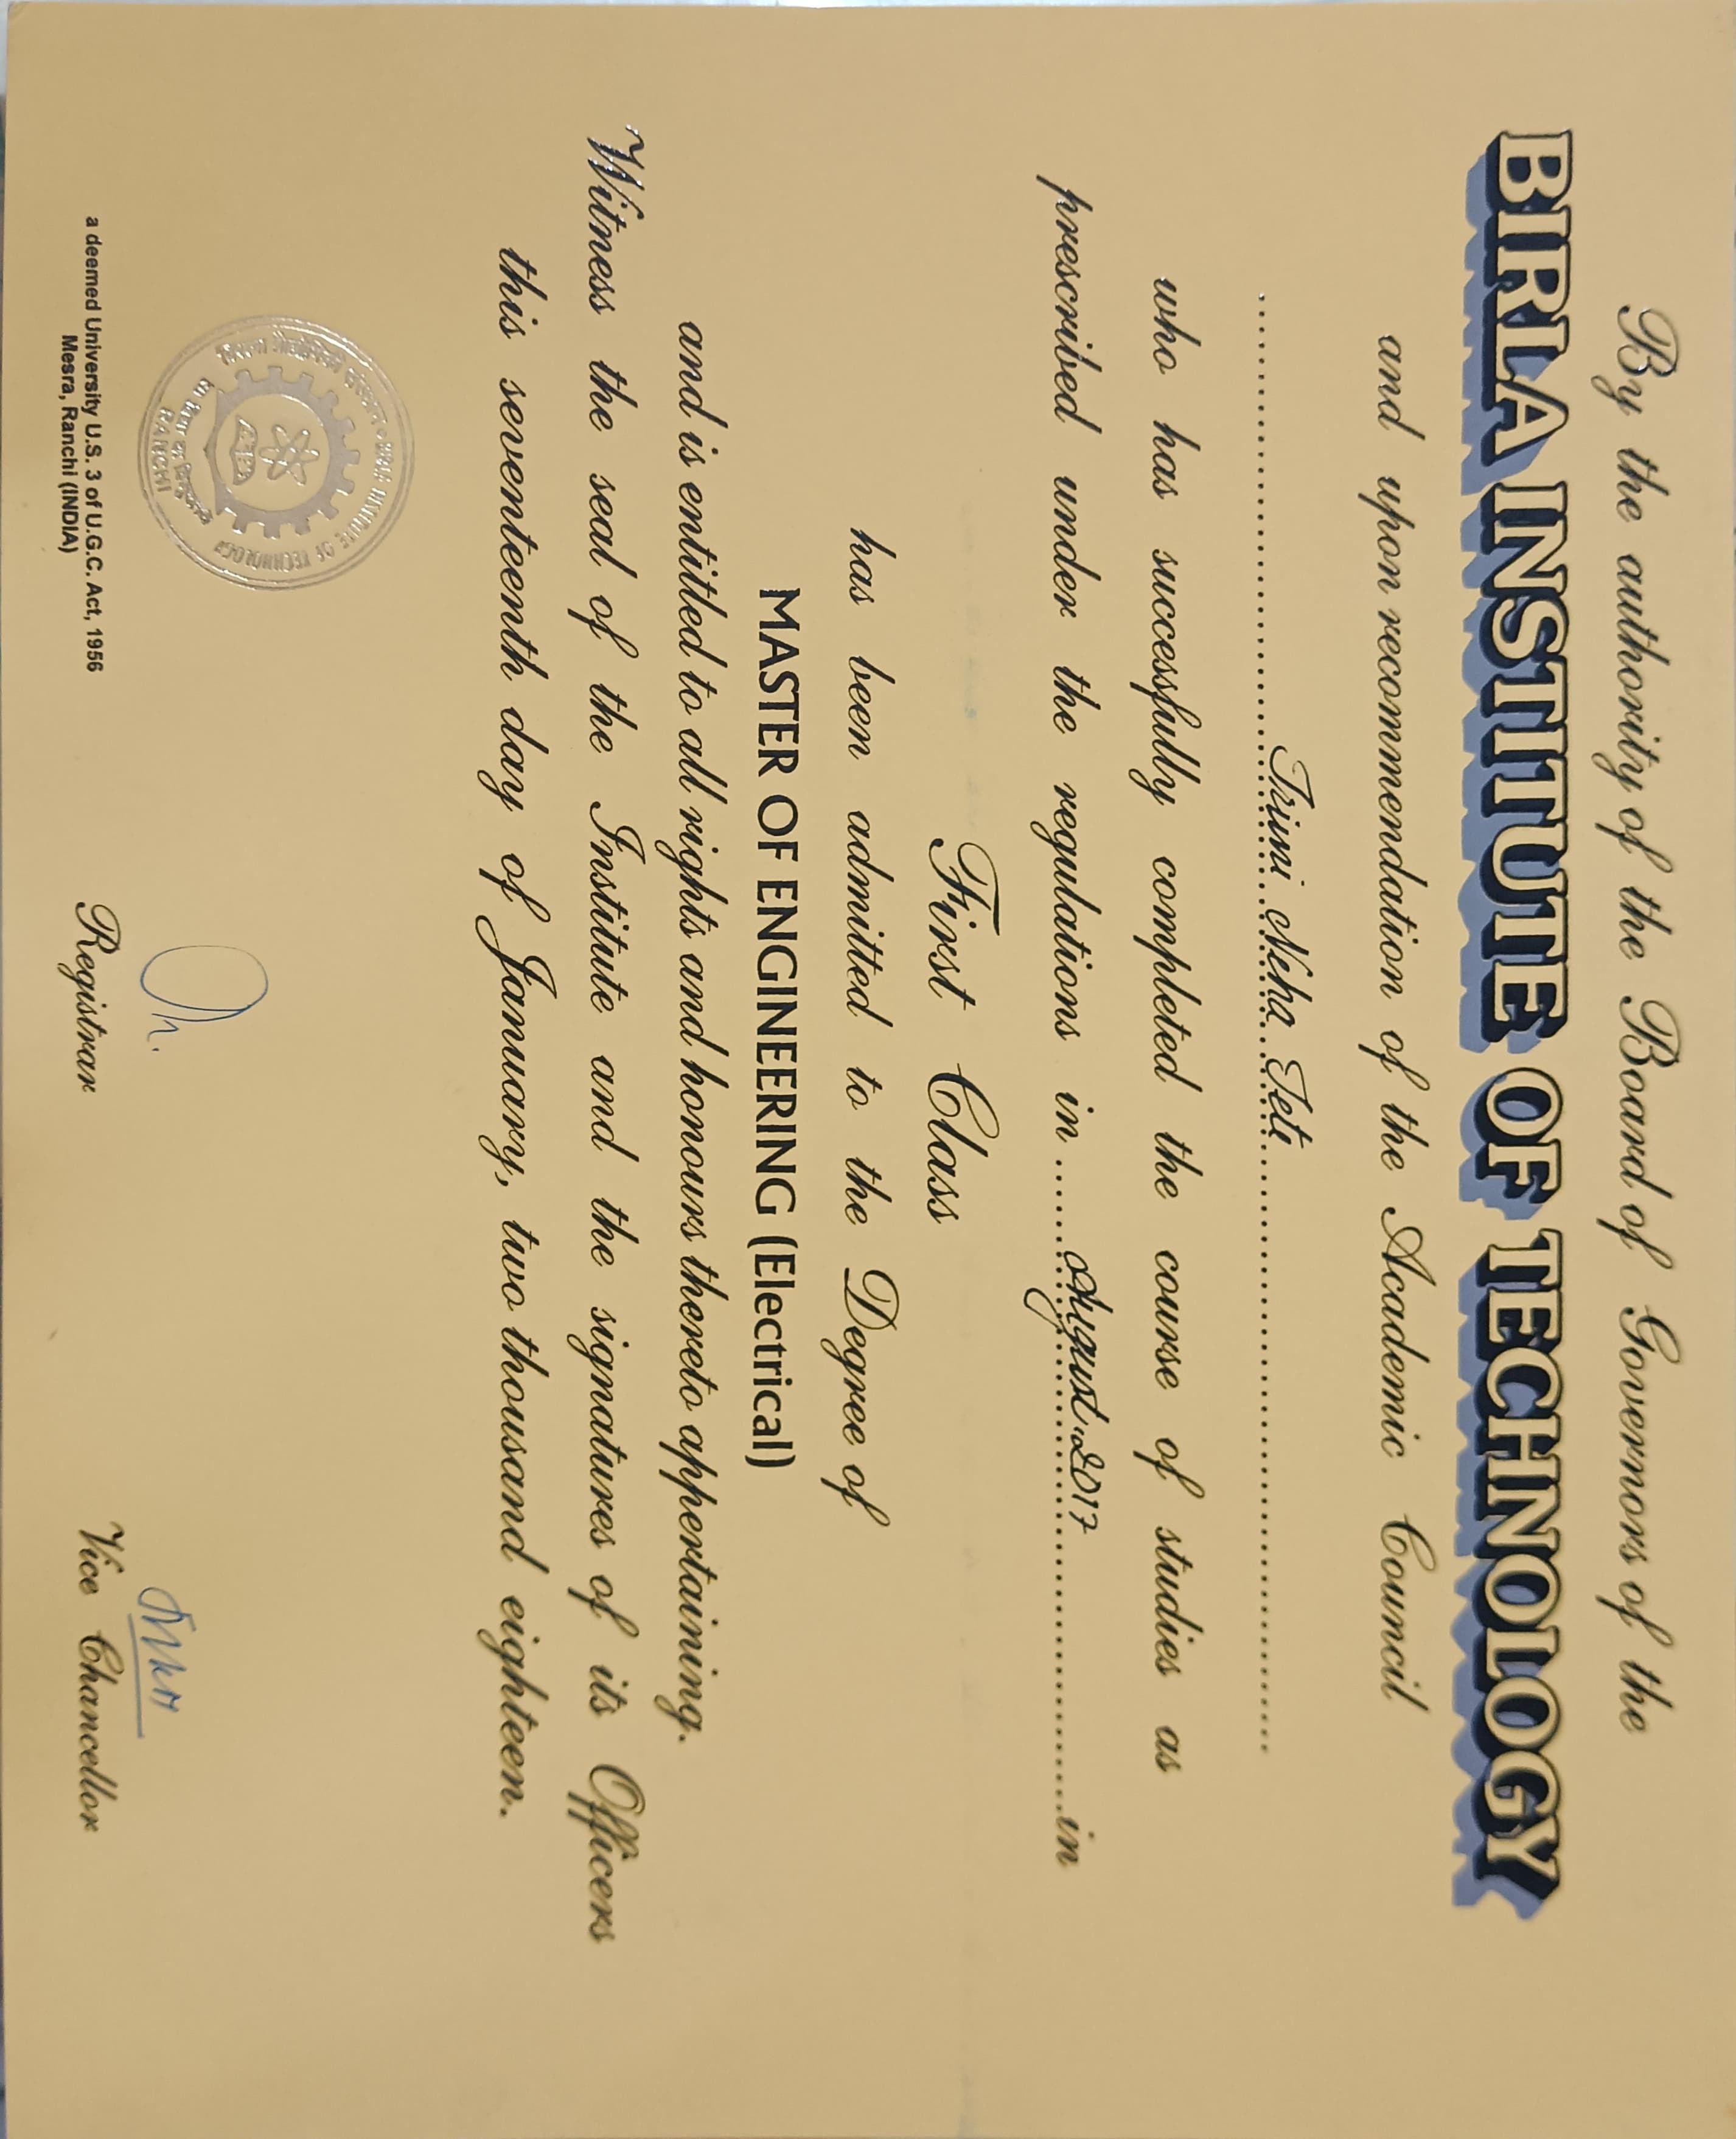 By the authority of the Board of Governors of the
BIRLA INSTITUTE OF TECHNOLOGY
and upon recommendation of the Academic Council
Neha
who has successfully completed the course of studies as
prescribed under the regulations in August 2017 in
First Class
has been admitted to the Degree of
MASTER OF ENGINEERING (Electrical)
and is entitled to all rights and honours thereto appertaining.
Witness the seal of the Institute and the signatures of its Officers
this seventeenth day of January, two thousand eighteen.
OF TECHNOLOGY
RANCHI
a deemed University U.S. 3 of U.G.C. Act, 1956
Mesra, Ranchi (INDIA)
Registrar
Vice Chancellor